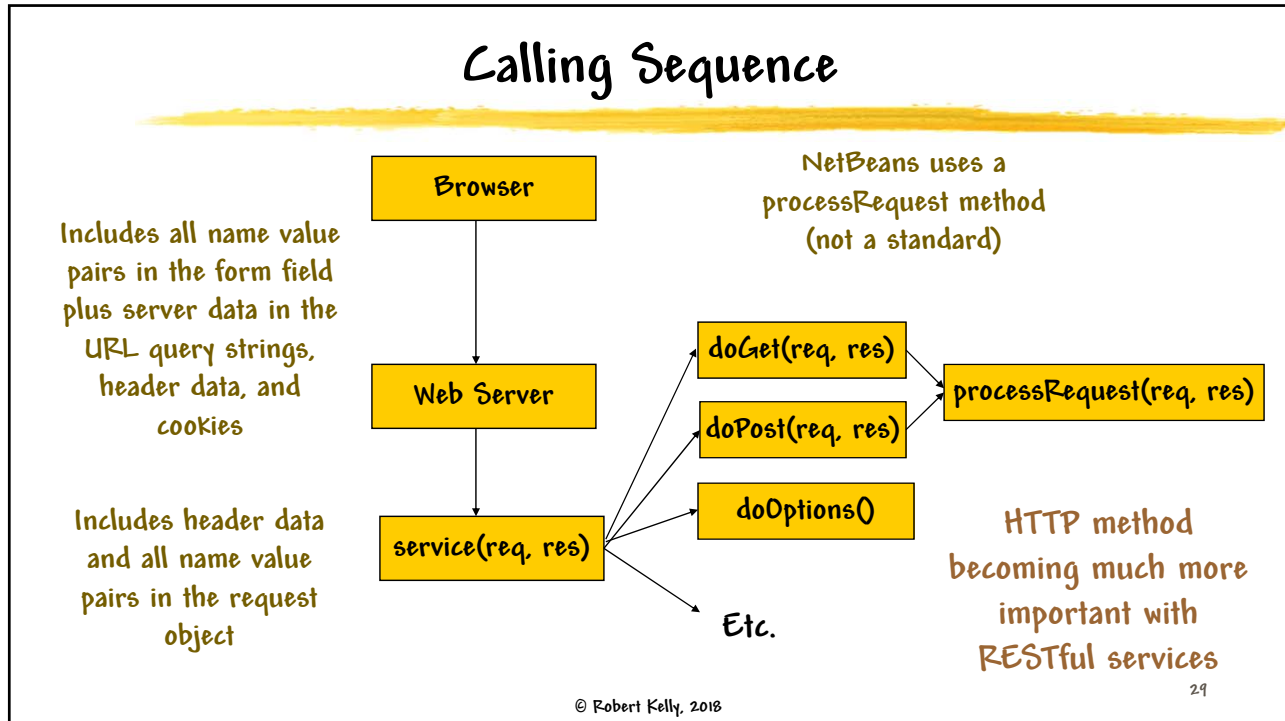 Calling Sequence
Browser
NetBeans uses a
processRequest method
(not a standard)
Includes all name value
pairs in the form field
plus server data in the
URL query strings,
header data, and
cookies
Web Server
doGet(req, res)
processRequest(req, res)
doPost(req, res)
doOptions()
Includes header data
and all name value
pairs in the request
object
service(req, res)
Etc.
HTTP method
becoming much more
important with
RESTful services
29
© Robert Kelly, 2018